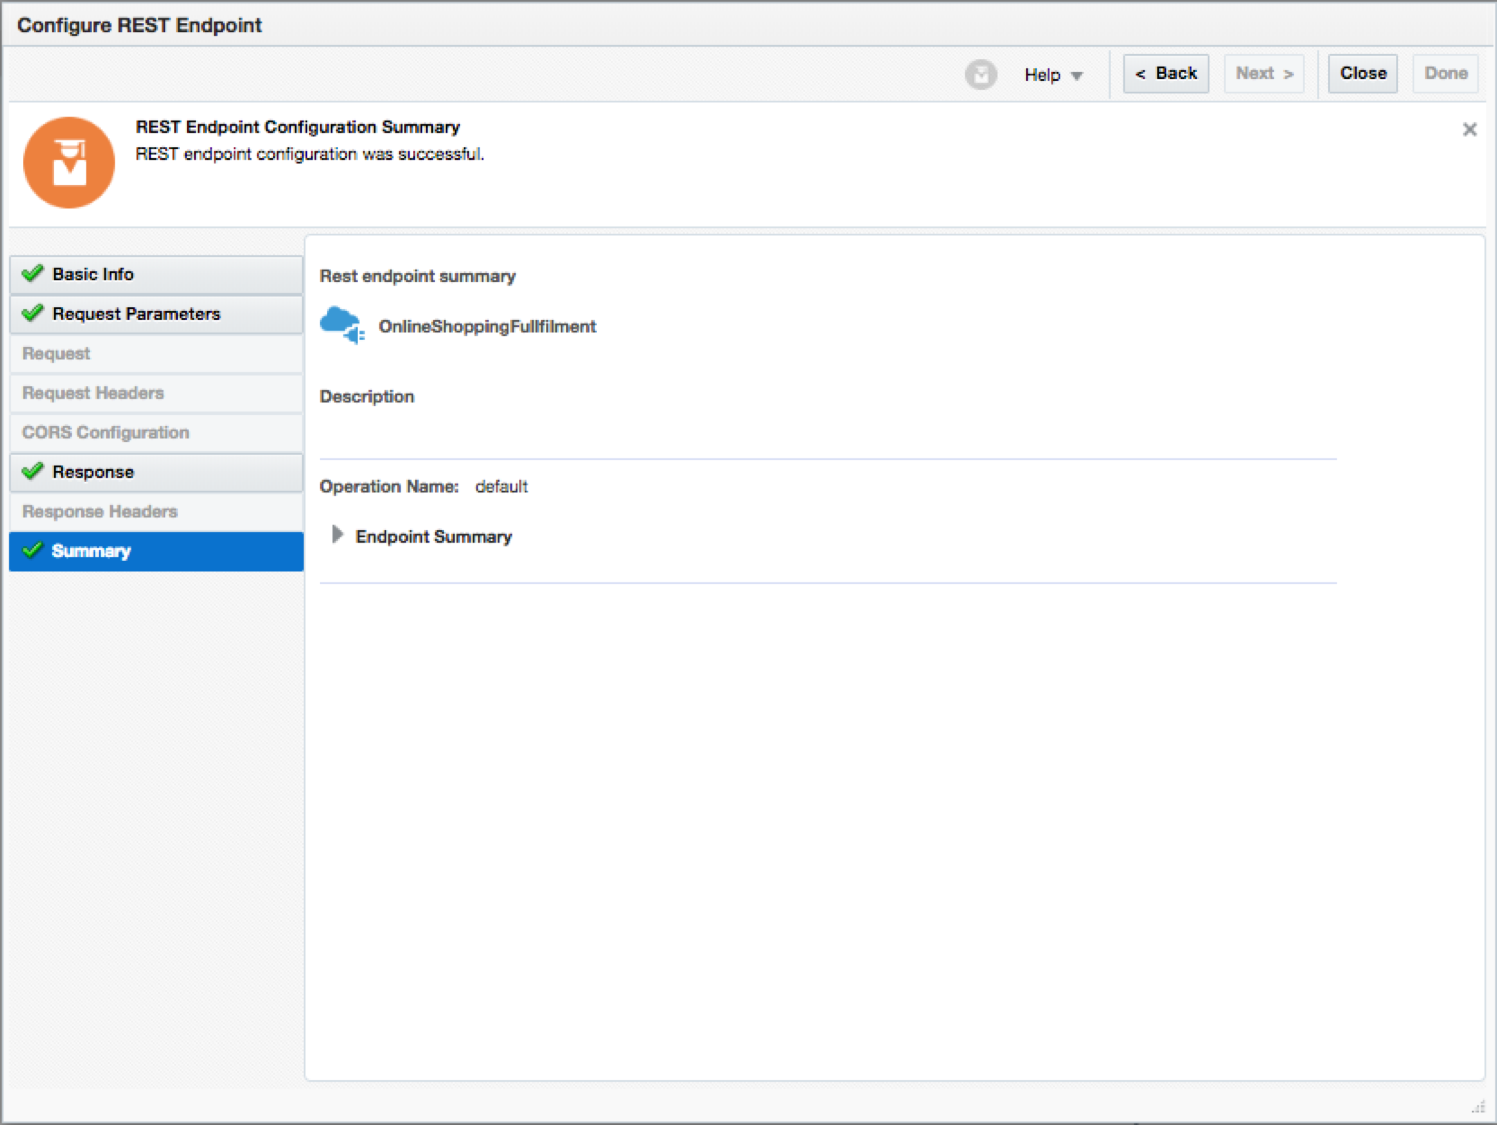 Configure REST Endpoint
Help
< Back
Next >
Close
Done
REST Endpoint Configuration Summary
REST endpoint configuration was successful.
Basic Info
Request Parameters
Request
Request Headers
CORS Configuration
Response
Response Headers
Summary
Rest endpoint summary
OnlineShoppingFullfilment
Description
Operation Name: default
Endpoint Summary